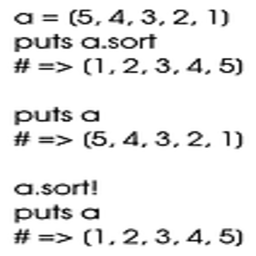 a = (5, 4, 3, 2, 1)
puts a.sort
# => (1, 2, 3, 4, 5)
puts a
# => (5, 4, 3, 2, 1)
a.sort!
puts a
# => (1, 2, 3, 4, 5)